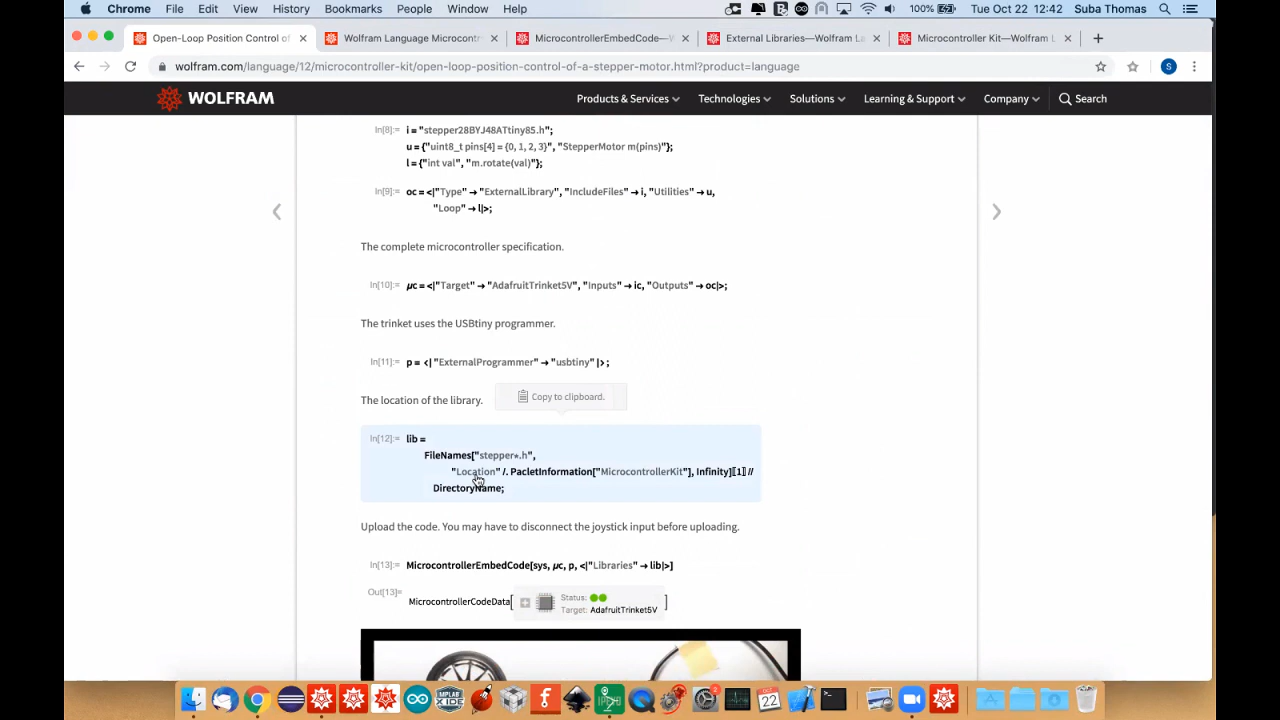 Chrome File Edit View History Bookmarks People Window Help 100% Tue Oct 22 12:42 Suba Thomas
Open-Loop Position Control of × Wolfram Language Microcontr × MicrocontrollerEmbedCode—W × External Libraries—Wolfram La × Microcontroller Kit—Wolfram L × +
wolfram.com/language/12/microcontroller-kit/open-loop-position-control-of-a-stepper-motor.html?product=language S
WOLFRAM Products & Services Technologies Solutions Learning & Support Company Search
In[8]:= i = "stepper28BYJ48ATtiny85.h";
u = {"uint8_t pins[4] = {0, 1, 2, 3}", "StepperMotor m(pins)"};
l = {"int val", "m.rotate(val)"};
In[9]:= oc = <|"Type" → "ExternalLibrary", "IncludeFiles" → i, "Utilities" → u,
"Loop" → l|>;
The complete microcontroller specification.
In[10]:= μc = <|"Target" → "AdafruitTrinket5V", "Inputs" → ic, "Outputs" → oc|>;
The trinket uses the USBtiny programmer.
In[11]:= p = <| "ExternalProgrammer" → "usbtiny" |>;
Copy to clipboard.
The location of the library.
In[12]:= lib =
FileNames["stepper*.h",
"Location" /. PacletInformation["MicrocontrollerKit"], Infinity]〚1〛 //
DirectoryName;
Upload the code. You may have to disconnect the joystick input before uploading.
In[13]:= MicrocontrollerEmbedCode[sys, μc, p, <|"Libraries" → lib|>]
Out[13]= MicrocontrollerCodeData[ Status: Target: AdafruitTrinket5V ]
MPLAB X IDE 22